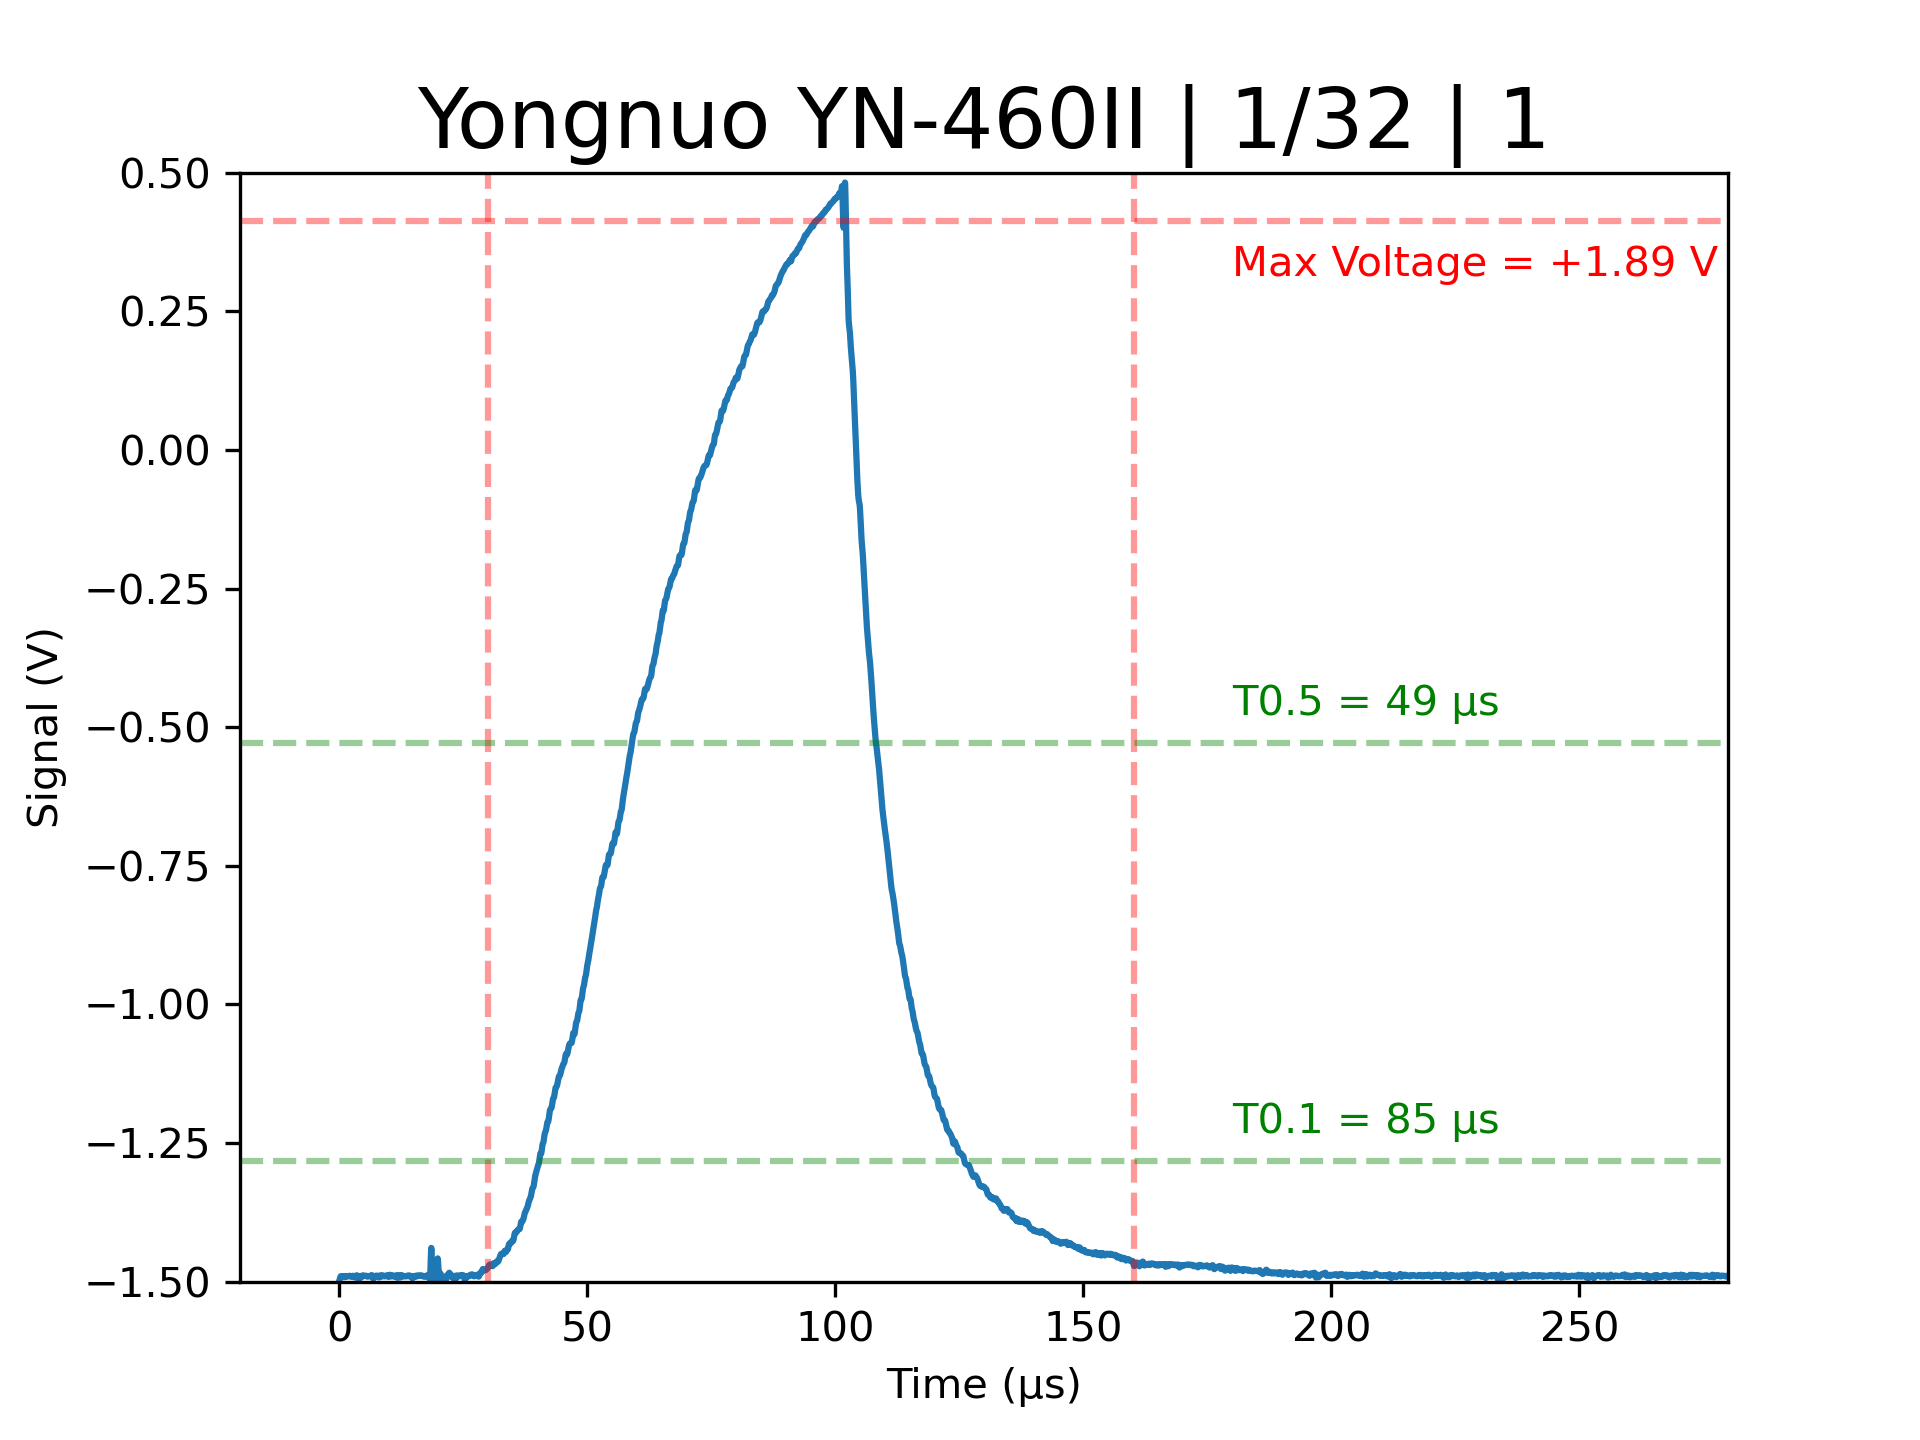 Yongnuo YN-460II | 1/32 | 1
0.50
0.25
0.00
−0.25
−0.50
−0.75
−1.00
−1.25
−1.50
Signal (V)
Max Voltage = +1.89 V
T0.5 = 49 µs
T0.1 = 85 µs
0 50 100 150 200 250
Time (µs)